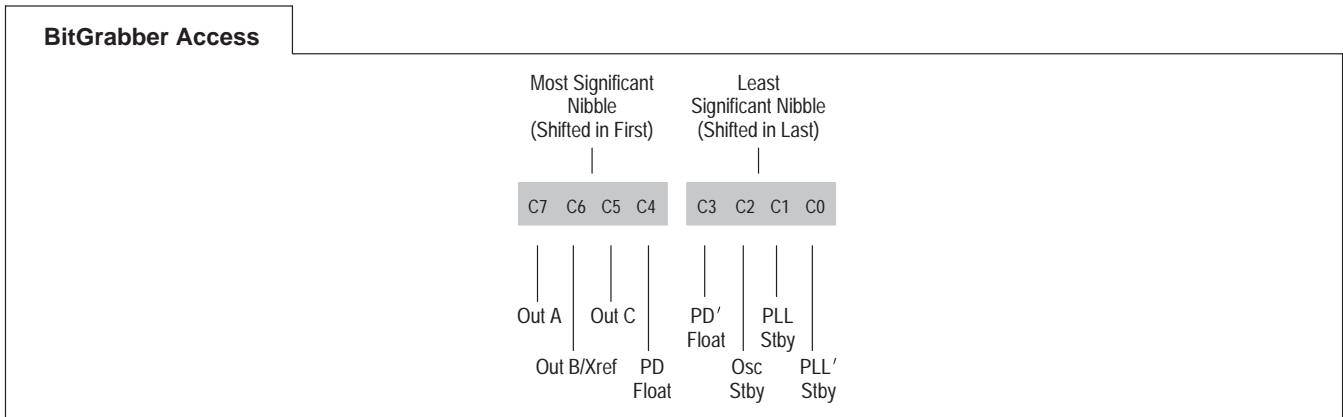 BitGrabber Access
Most Significant
Nibble
(Shifted in First)
Least
Significant Nibble
(Shifted in Last)
C7 C6 C5 C4 C3 C2 C1 C0
Out A
Out B/Xref
Out C
PD
Float
PD′
Float
Osc
Stby
PLL
Stby
PLL′
Stby